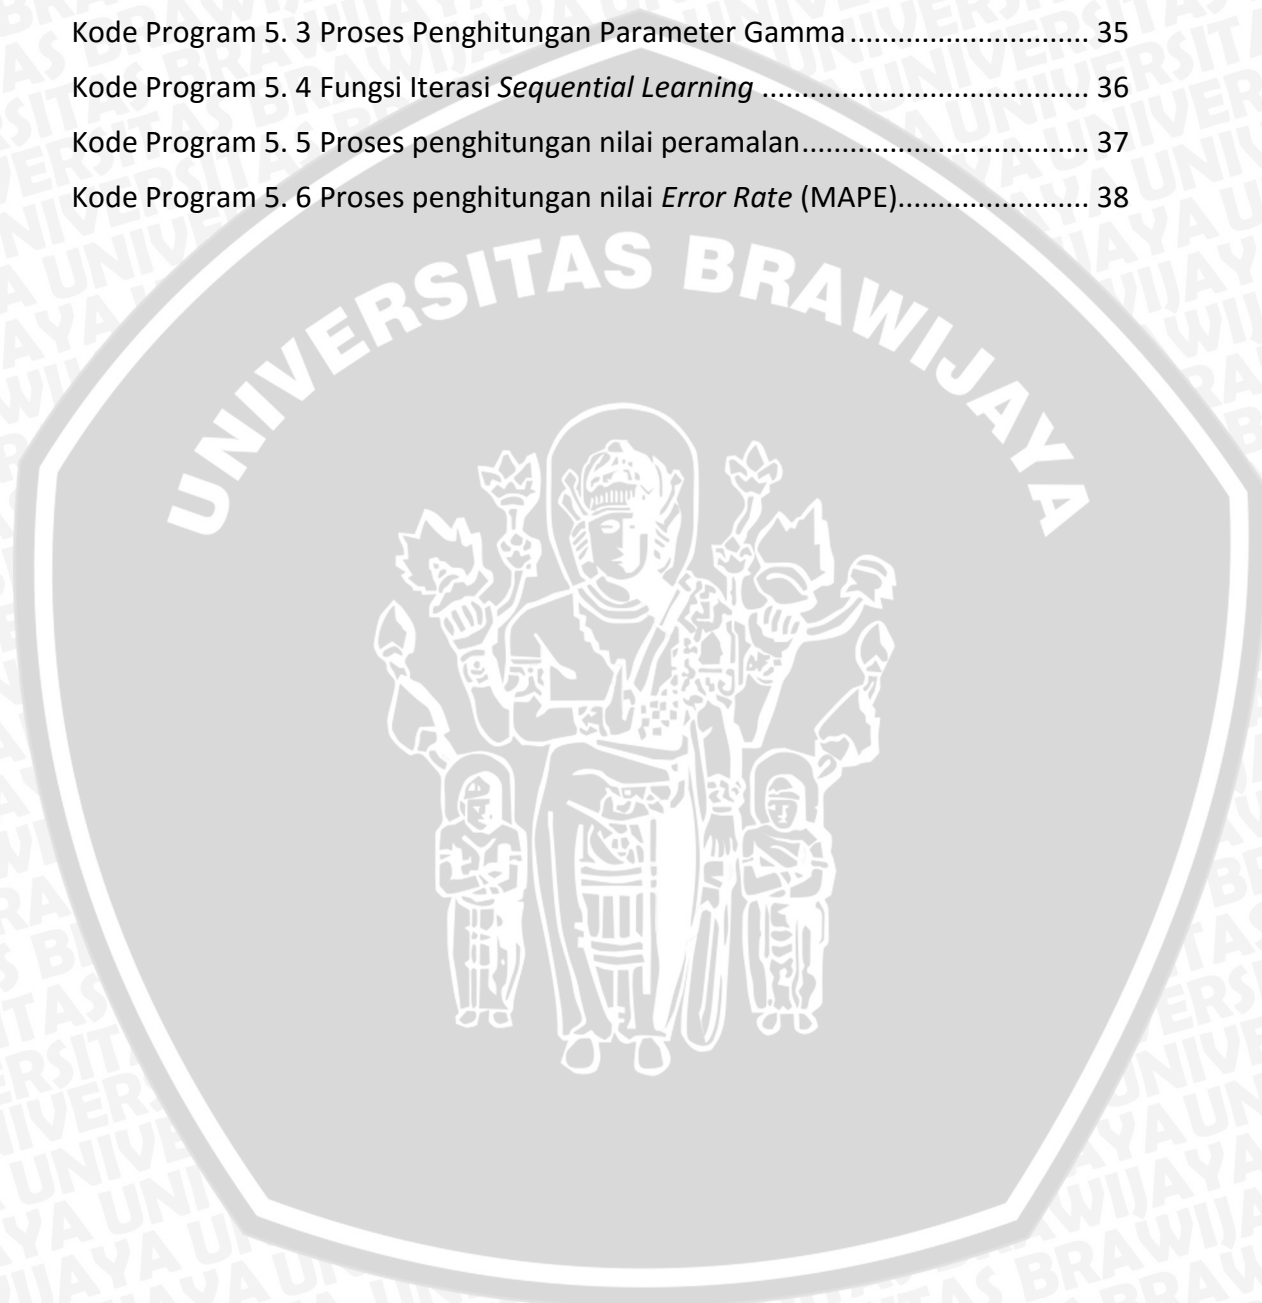 Kode Program 5. 3 Proses Penghitungan Parameter Gamma.............................. 35
Kode Program 5. 4 Fungsi Iterasi Sequential Learning ........................................ 36
Kode Program 5. 5 Proses penghitungan nilai peramalan................................... 37
Kode Program 5. 6 Proses penghitungan nilai Error Rate (MAPE)....................... 38
UNIVERSITAS BRAWIJAYA